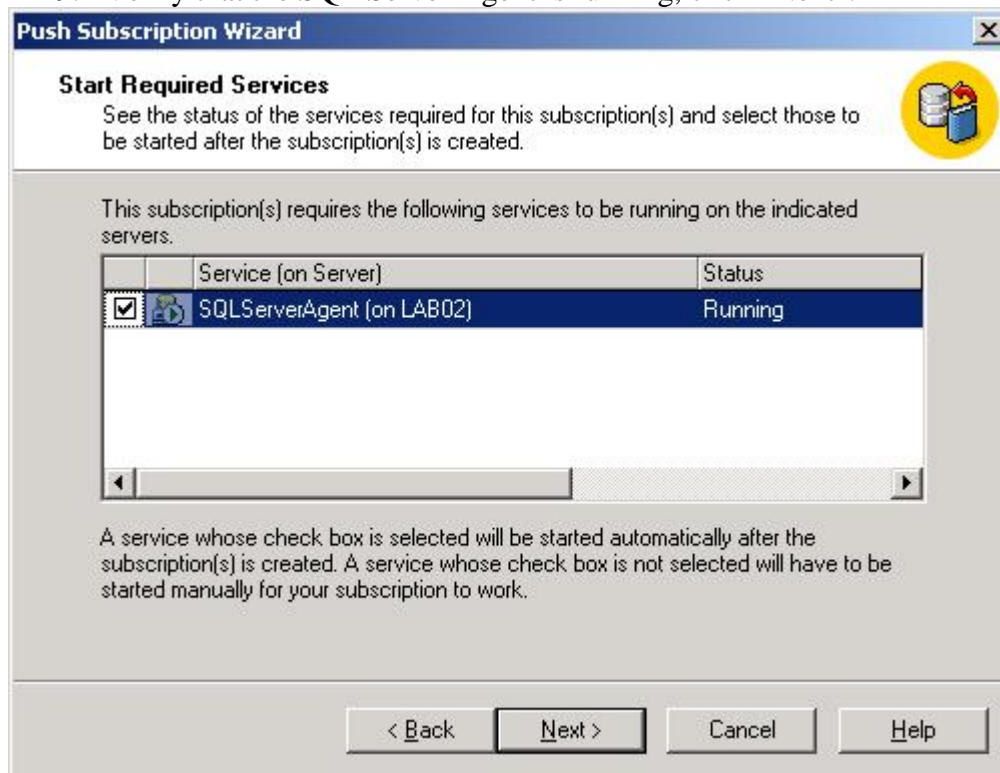 Push Subscription Wizard
Start Required Services
See the status of the services required for this subscription(s) and select those to
be started after the subscription(s) is created.
This subscription(s) requires the following services to be running on the indicated
servers.
Service (on Server) Status
SQLServerAgent (on LAB02) Running
A service whose check box is selected will be started automatically after the
subscription(s) is created. A service whose check box is not selected will have to be
started manually for your subscription to work.
< Back Next > Cancel Help